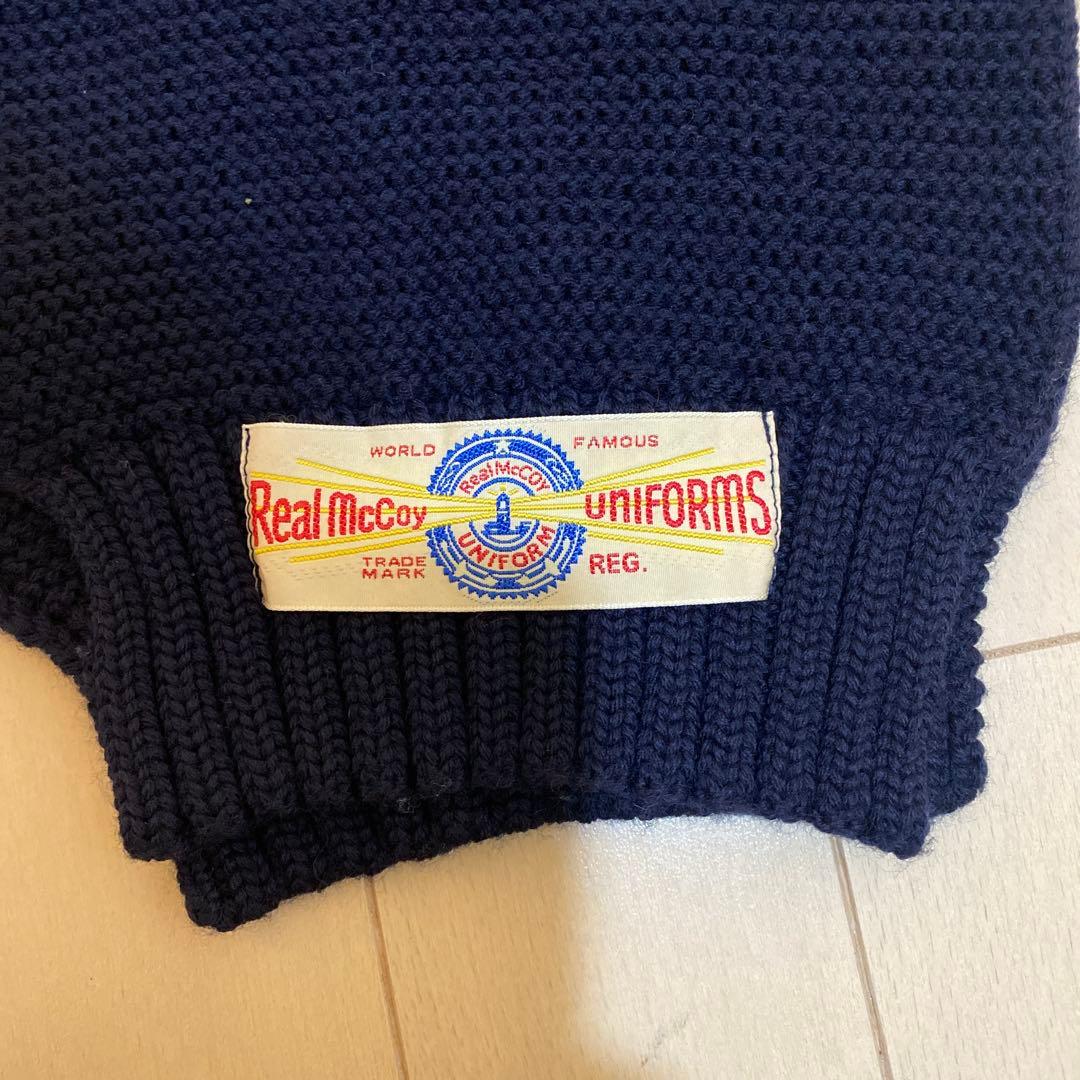 WORLD FAMOUS
Real McCoy UNIFORMS
Real McCOY
UNIFORM
TRADE MARK REG.